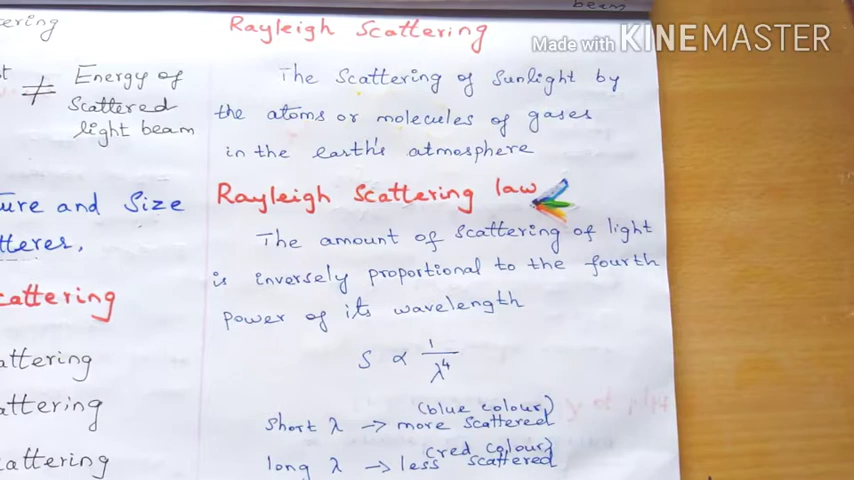 beam
Made with KINEMASTER
ering
st
≠
Energy of
Scattered
light beam
ure and Size
tteres,
cattering
attering
attering
cattering
Rayleigh Scattering
The Scattering of Sunlight by
the atoms or molecules of gases
in the earth's atmosphere
Rayleigh Scattering law
The amount of scattering of light
is inversely proportional to the fourth
power of its wavelength
S ∝ 1/λ⁴
(blue colour)
short λ → more scattered
(red colour)
long λ → less scattered